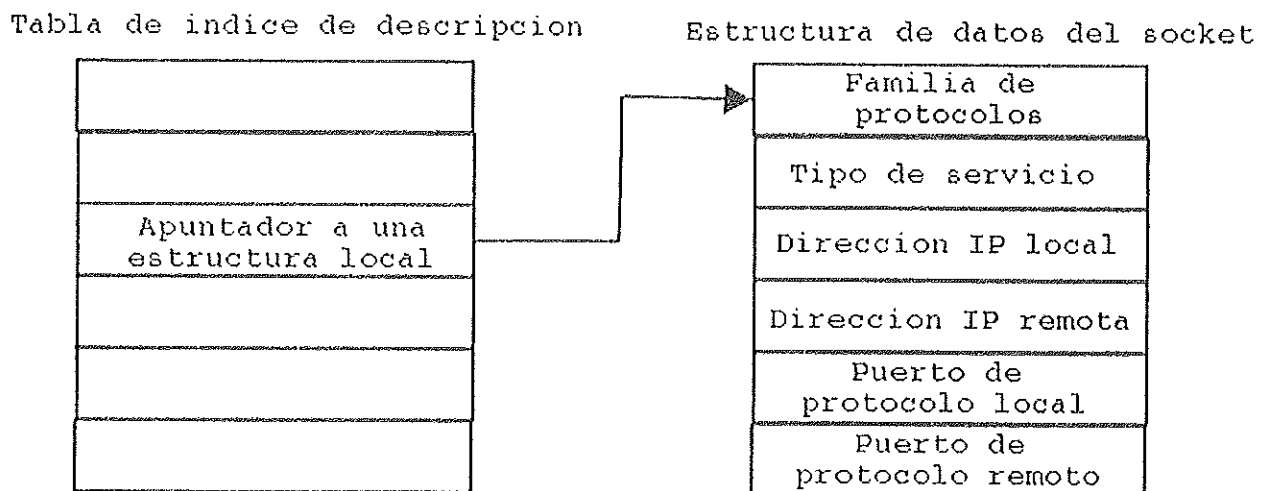 Tabla de indice de descripcion
Estructura de datos del socket
Apuntador a una
estructura local
Familia de
protocolos
Tipo de servicio
Direccion IP local
Direccion IP remota
Puerto de
protocolo local
Puerto de
protocolo remoto